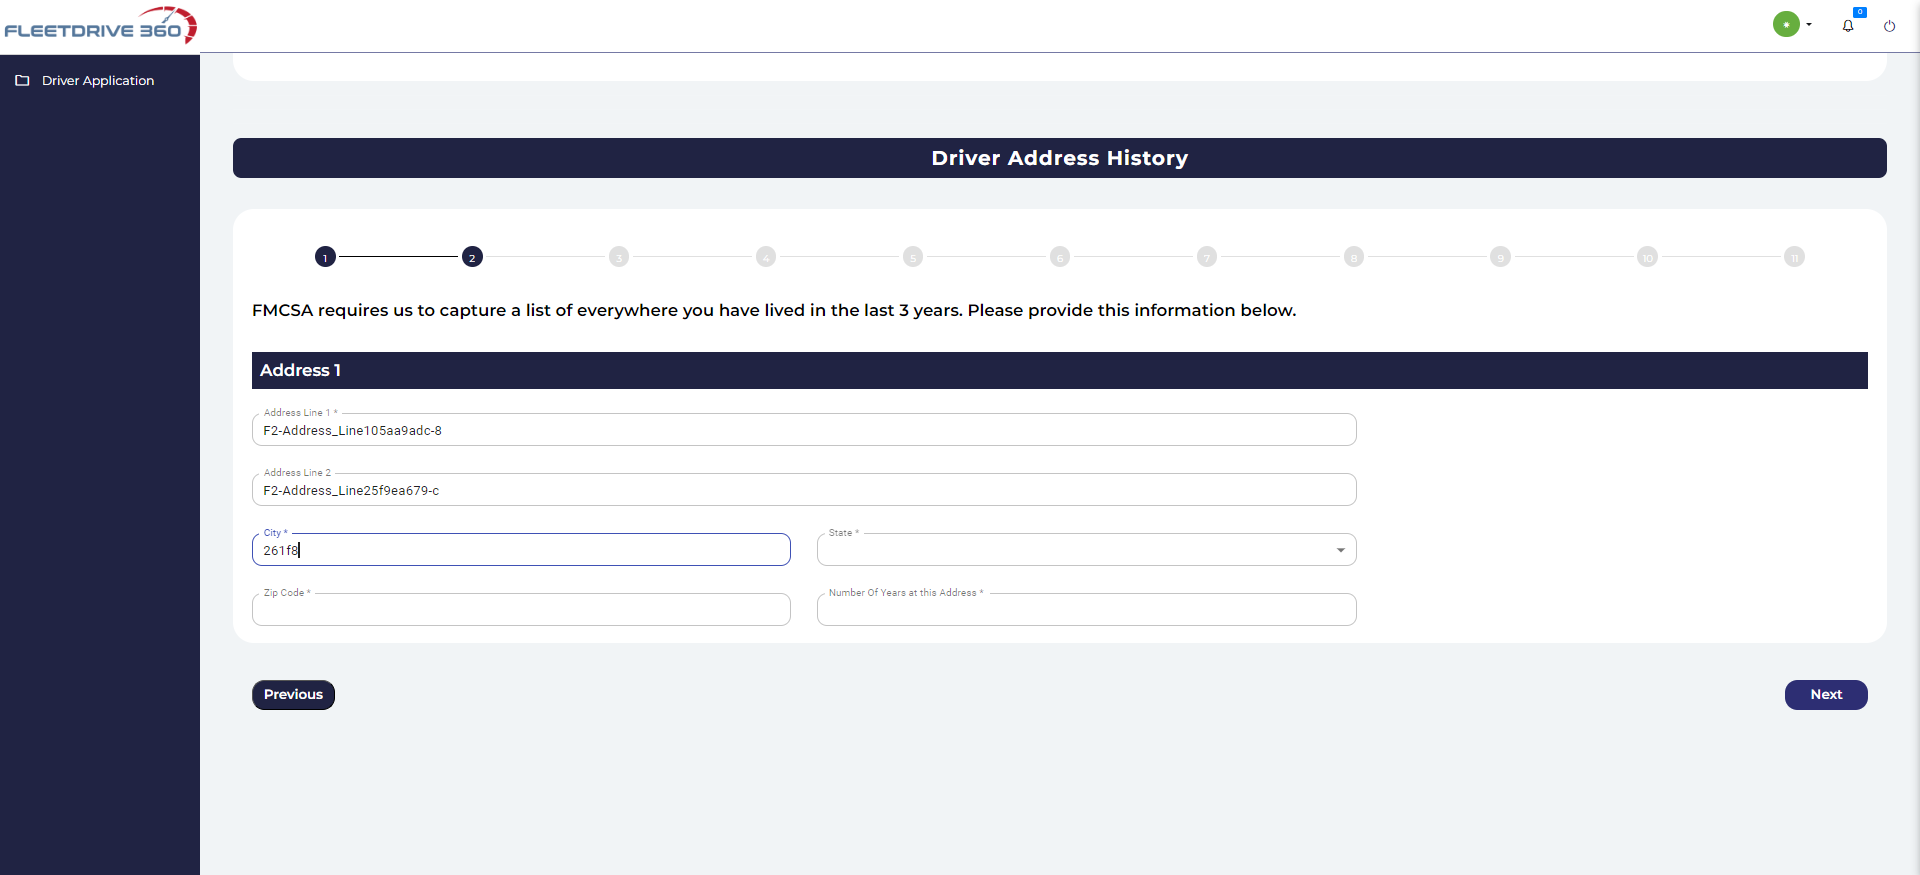 FLEETDRIVE 360
0
Driver Application
Driver Address History
1 2 3 4 5 6 7 8 9 10 11
FMCSA requires us to capture a list of everywhere you have lived in the last 3 years. Please provide this information below.
Address 1
Address Line 1 *
F2-Address_Line105aa9adc-8
Address Line 2
F2-Address_Line25f9ea679-c
City *
261f8
State *
Zip Code *
Number Of Years at this Address *
Previous
Next